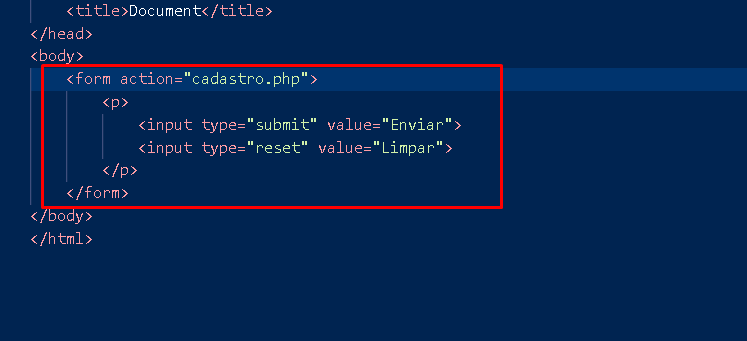 <title>Document</title>
</head>
<body>
<form action="cadastro.php">
<p>
<input type="submit" value="Enviar">
<input type="reset" value="Limpar">
</p>
</form>
</body>
</html>